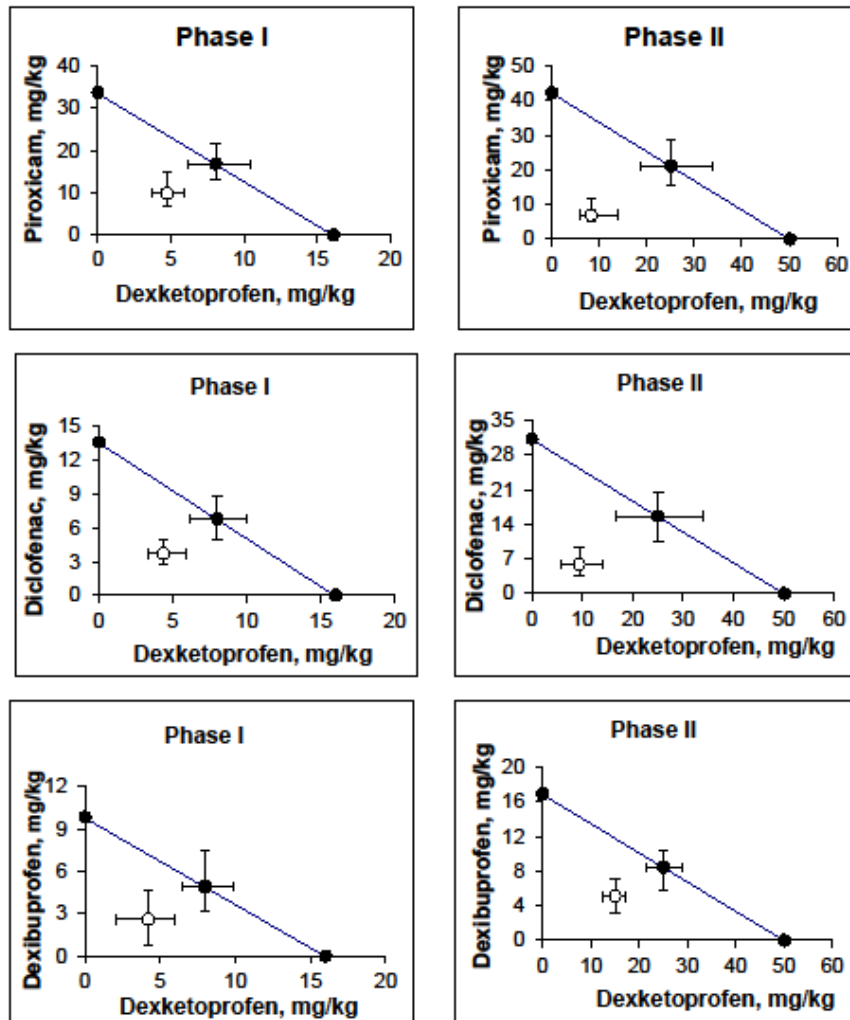 Phase I
Piroxicam, mg/kg
40
30
20
10
0
0 5 10 15 20
Dexketoprofen, mg/kg
Phase II
Piroxicam, mg/kg
50
40
30
20
10
0
0 10 20 30 40 50 60
Dexketoprofen, mg/kg
Phase I
Diclofenac, mg/kg
15
12
9
6
3
0
0 5 10 15 20
Dexketoprofen, mg/kg
Phase II
Diclofenac, mg/kg
35
28
21
14
7
0
0 10 20 30 40 50 60
Dexketoprofen, mg/kg
Phase I
Dexibuprofen, mg/kg
12
9
6
3
0
0 5 10 15 20
Dexketoprofen, mg/kg
Phase II
Dexibuprofen, mg/kg
20
16
12
8
4
0
0 10 20 30 40 50 60
Dexketoprofen, mg/kg